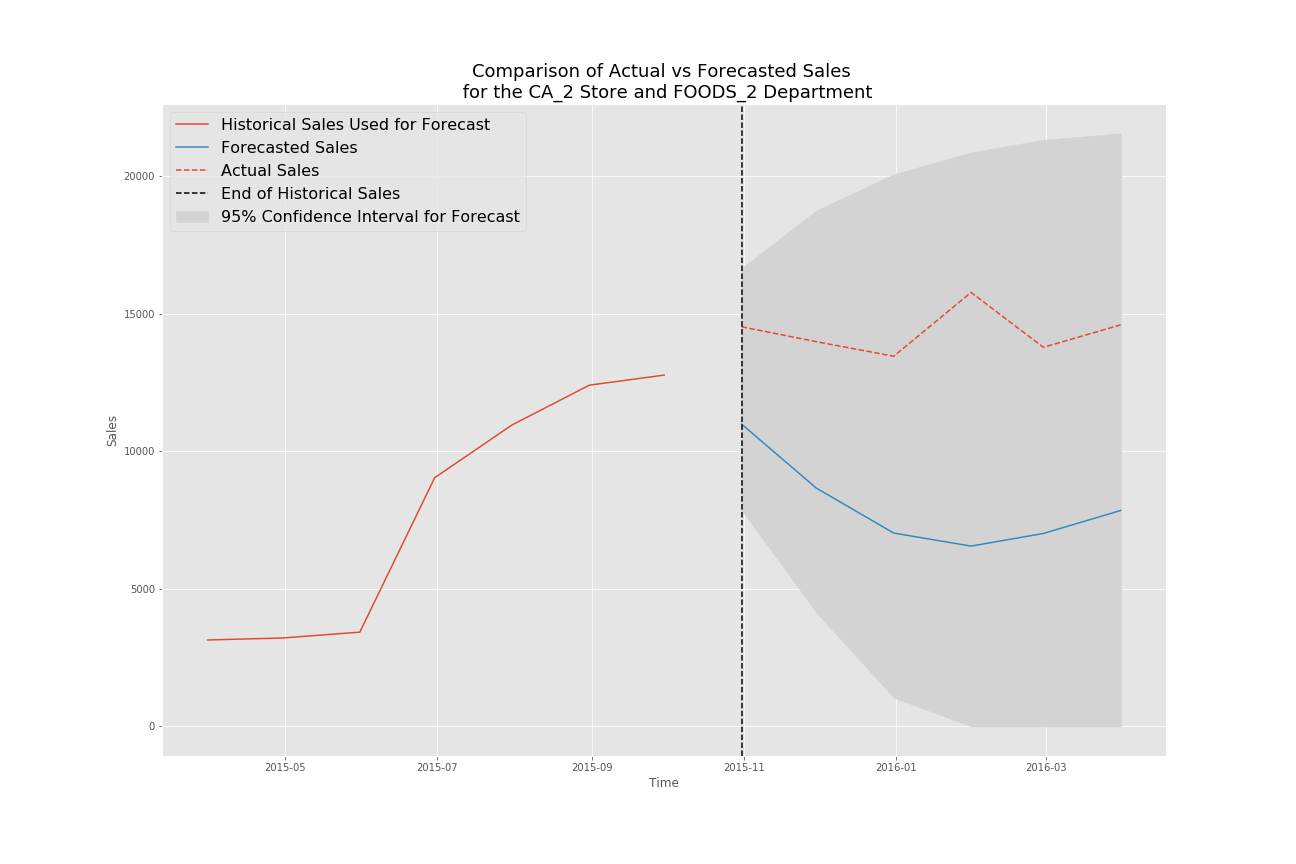 Comparison of Actual vs Forecasted Sales
for the CA_2 Store and FOODS_2 Department
Historical Sales Used for Forecast
Forecasted Sales
Actual Sales
End of Historical Sales
95% Confidence Interval for Forecast
20000
15000
10000
5000
0
Sales
2015-05 2015-07 2015-09 2015-11 2016-01 2016-03
Time